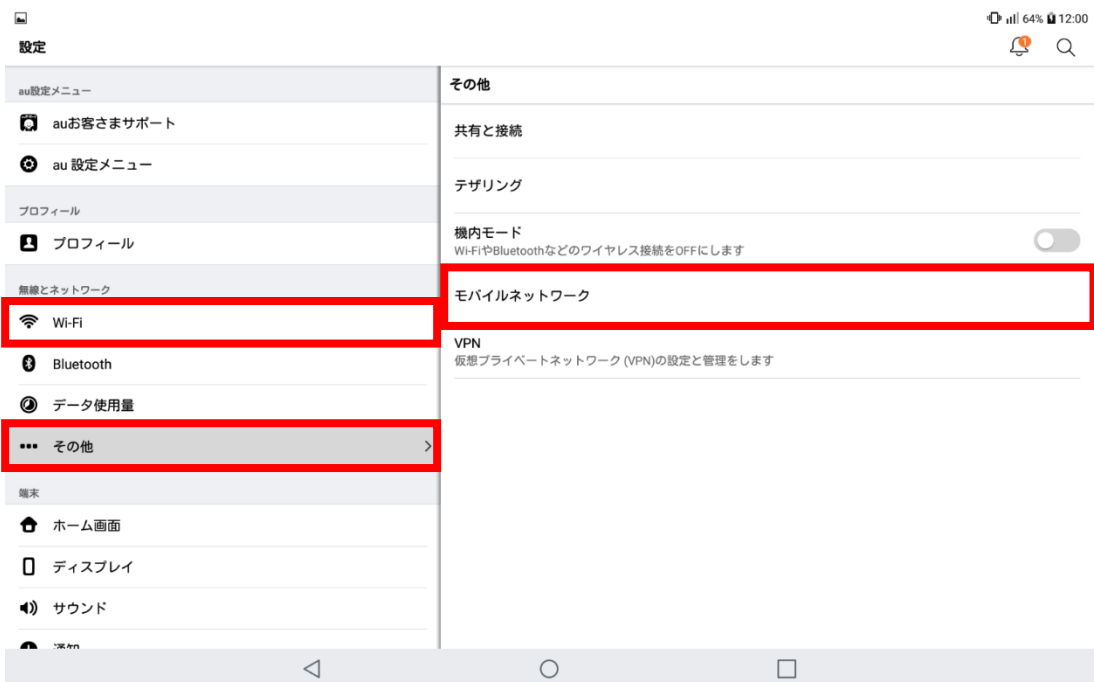 64% 12:00
設定
1
au設定メニュー
auお客さまサポート
au 設定メニュー
プロフィール
プロフィール
無線とネットワーク
Wi-Fi
Bluetooth
データ使用量
その他
端末
ホーム画面
ディスプレイ
サウンド
通知
その他
共有と接続
テザリング
機内モード
Wi-FiやBluetoothなどのワイヤレス接続をOFFにします
モバイルネットワーク
VPN
仮想プライベートネットワーク (VPN)の設定と管理をします